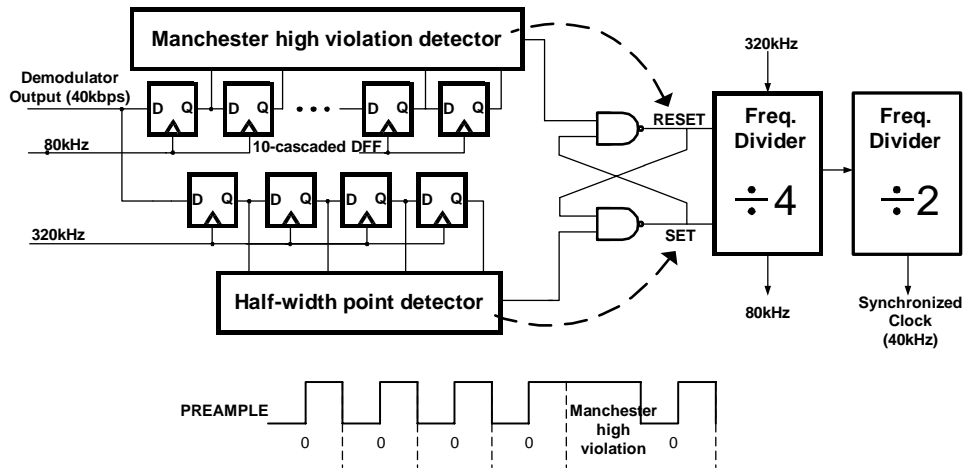 Manchester high violation detector
320kHz
Demodulator
Output (40kbps)
D Q
D Q
• • •
D Q
D Q
80kHz
10-cascaded DFF
RESET
Freq.
Divider
÷4
Freq.
Divider
÷2
D Q
D Q
D Q
D Q
320kHz
SET
Half-width point detector
80kHz
Synchronized
Clock
(40kHz)
PREAMPLE
Manchester
high
violation
0
0
0
0
0